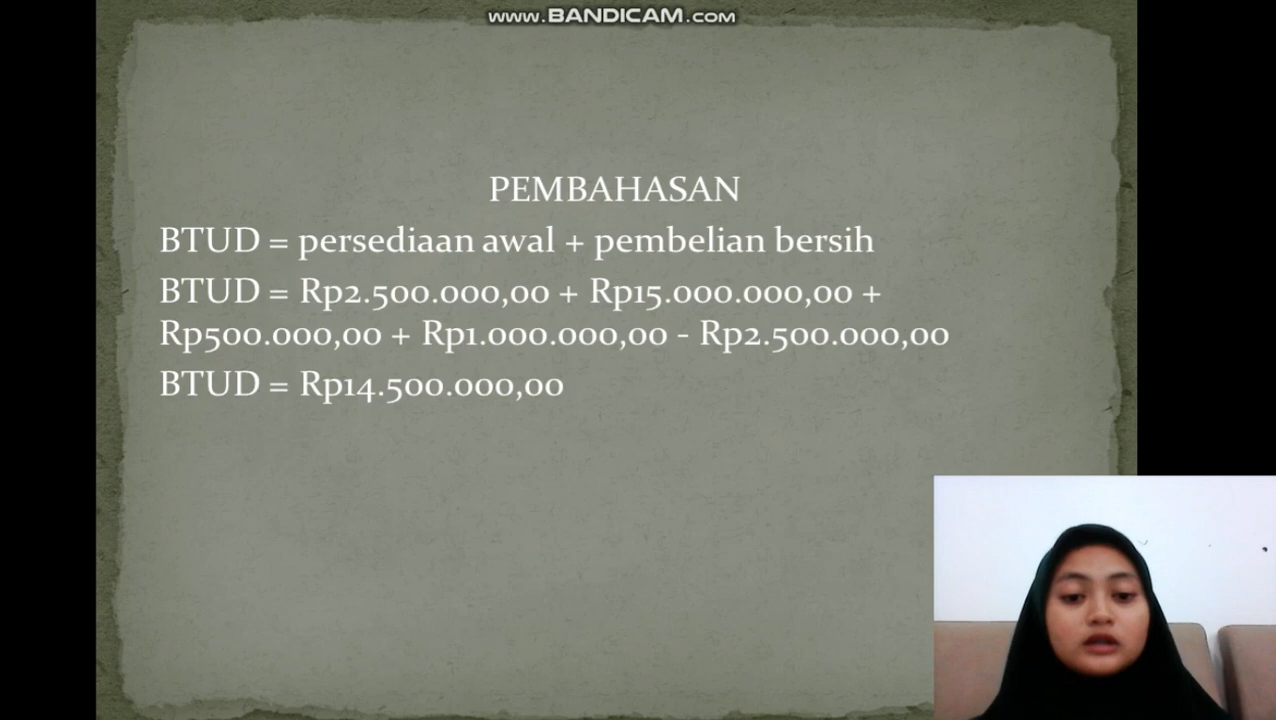 www.BANDICAM.com
PEMBAHASAN
BTUD = persediaan awal + pembelian bersih
BTUD = Rp2.500.000,00 + Rp15.000.000,00 +
Rp500.000,00 + Rp1.000.000,00 - Rp2.500.000,00
BTUD = Rp14.500.000,00